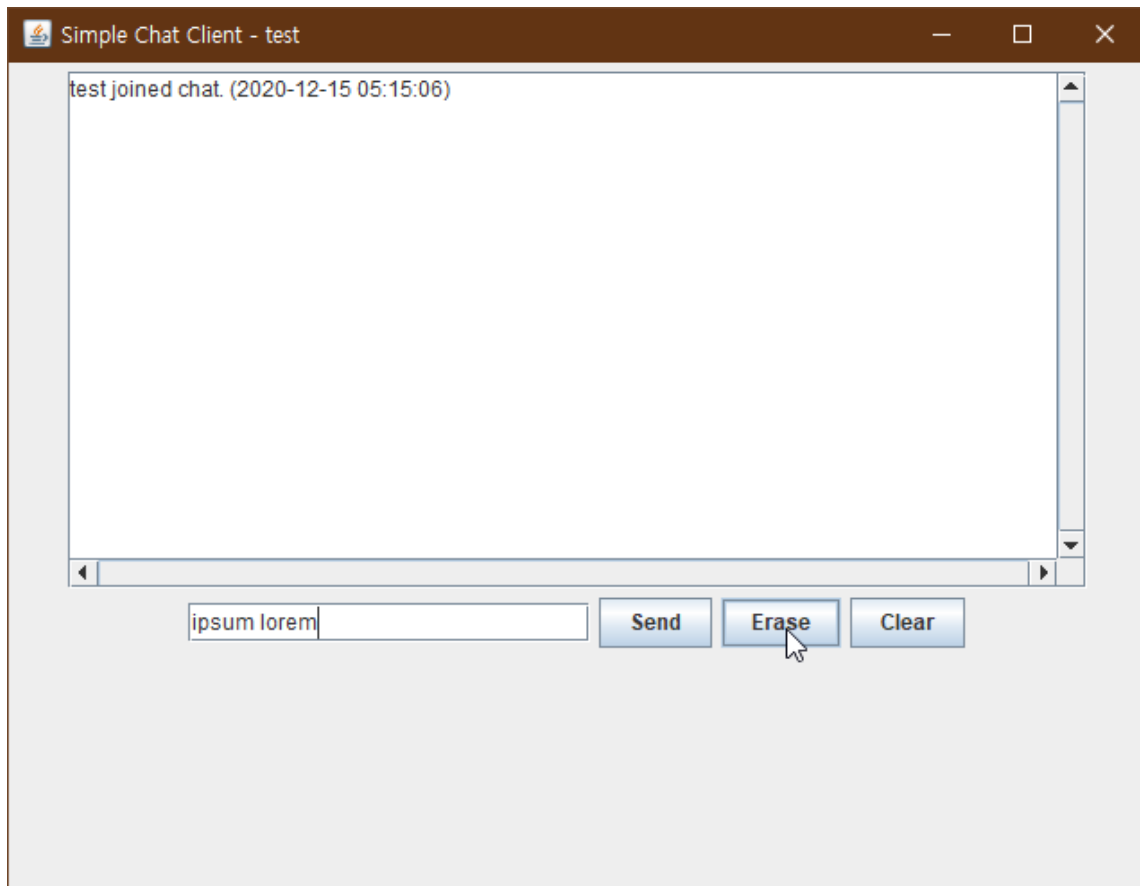 Simple Chat Client - test
test joined chat. (2020-12-15 05:15:06)
ipsum lorem
Send
Erase
Clear